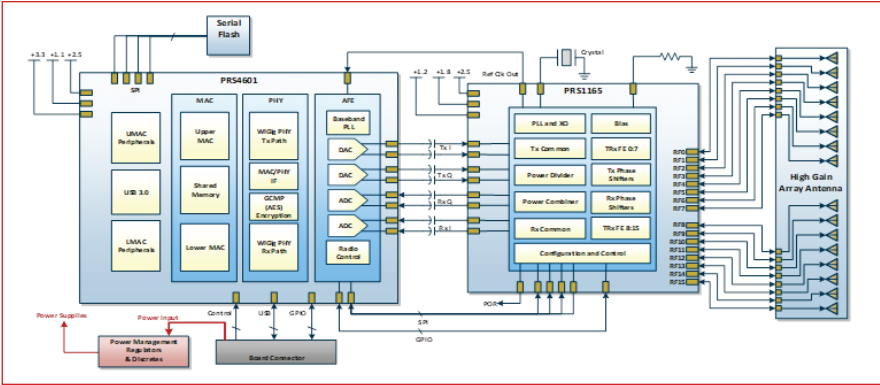 Serial
Flash
+3.3 +1.1 +2.5
SPI
PRS4601
UMAC
Peripherals
USB 3.0
LMAC
Peripherals
MAC
Upper
MAC
Shared
Memory
Lower MAC
PHY
WIGig PHY
Tx Path
MAC/PHY
IF
GCMP
(AES)
Encryption
WIGig PHY
Rx Path
AFE
Baseband
PLL
DAC
DAC
ADC
ADC
Radio
Control
Tx I
Tx Q
Rx Q
Rx I
+1.2 +1.8 +2.5
Ref Clk Out
Crystal
PRS1165
PLL and XO
Bias
Tx Common
TRx FE 0:7
Power Divider
Tx Phase
Shifters
Power Combiner
Rx Phase
Shifters
Rx Common
TRx FE 8:15
Configuration and Control
RF0
RF1
RF2
RF3
RF4
RF5
RF6
RF7
RF8
RF9
RF10
RF11
RF12
RF13
RF14
RF15
High Gain
Array Antenna
POR
SPI
GPIO
Control
USB
GPIO
Board Connector
Power Input
Power Supplies
Power Management
Regulators
& Discretes